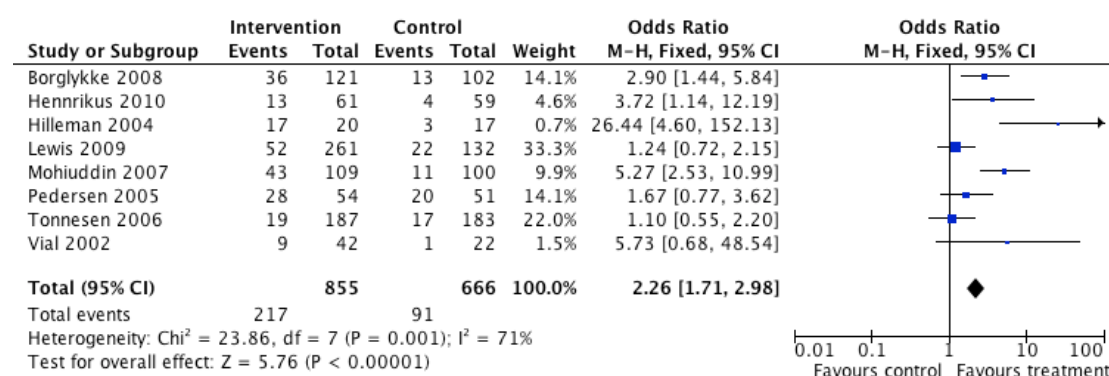 Intervention Control Odds Ratio Odds Ratio
Study or Subgroup Events Total Events Total Weight M-H, Fixed, 95% CI M-H, Fixed, 95% CI
Borglykke 2008 36 121 13 102 14.1% 2.90 [1.44, 5.84]
Hennrikus 2010 13 61 4 59 4.6% 3.72 [1.14, 12.19]
Hilleman 2004 17 20 3 17 0.7% 26.44 [4.60, 152.13]
Lewis 2009 52 261 22 132 33.3% 1.24 [0.72, 2.15]
Mohiuddin 2007 43 109 11 100 9.9% 5.27 [2.53, 10.99]
Pedersen 2005 28 54 20 51 14.1% 1.67 [0.77, 3.62]
Tonnesen 2006 19 187 17 183 22.0% 1.10 [0.55, 2.20]
Vial 2002 9 42 1 22 1.5% 5.73 [0.68, 48.54]
Total (95% CI) 855 666 100.0% 2.26 [1.71, 2.98]
Total events 217 91
Heterogeneity: Chi² = 23.86, df = 7 (P = 0.001); I² = 71%
Test for overall effect: Z = 5.76 (P < 0.00001)
0.01 0.1 1 10 100
Favours control Favours treatment